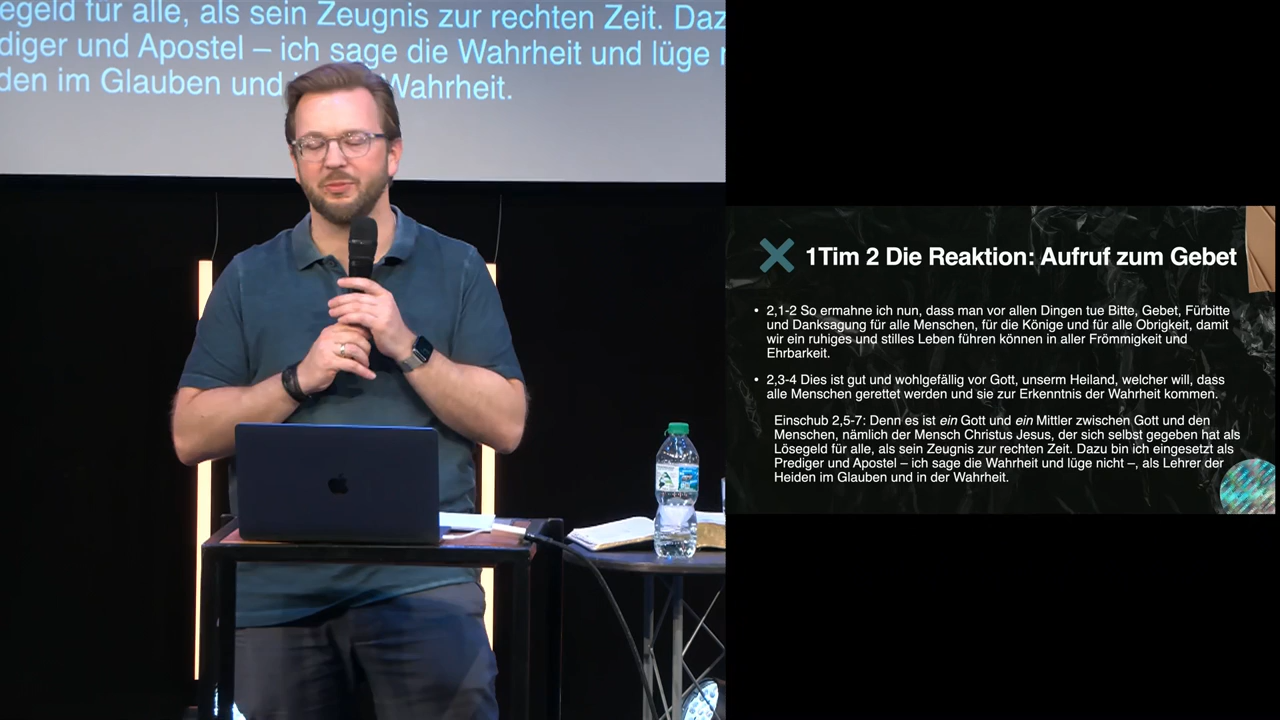 egeld für alle, als sein Zeugnis zur rechten Zeit. Daz
diger und Apostel – ich sage die Wahrheit und lüge
den im Glauben und Wahrheit.
1Tim 2 Die Reaktion: Aufruf zum Gebet
• 2,1-2 So ermahne ich nun, dass man vor allen Dingen tue Bitte, Gebet, Fürbitte
und Danksagung für alle Menschen, für die Könige und für alle Obrigkeit, damit
wir ein ruhiges und stilles Leben führen können in aller Frömmigkeit und
Ehrbarkeit.
• 2,3-4 Dies ist gut und wohlgefällig vor Gott, unserm Heiland, welcher will, dass
alle Menschen gerettet werden und sie zur Erkenntnis der Wahrheit kommen.
Einschub 2,5-7: Denn es ist ein Gott und ein Mittler zwischen Gott und den
Menschen, nämlich der Mensch Christus Jesus, der sich selbst gegeben hat als
Lösegeld für alle, als sein Zeugnis zur rechten Zeit. Dazu bin ich eingesetzt als
Prediger und Apostel – ich sage die Wahrheit und lüge nicht –, als Lehrer der
Heiden im Glauben und in der Wahrheit.